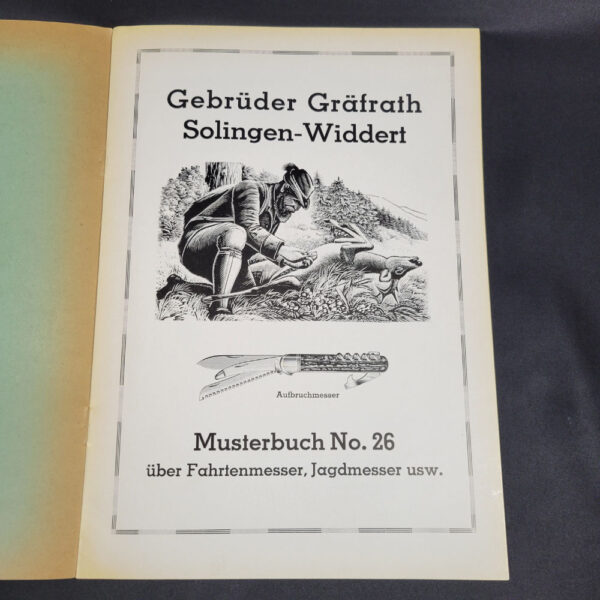 Gebrüder Gräfrath
Solingen-Widdert
Aufbruchmesser
Musterbuch No. 26
über Fahrtenmesser, Jagdmesser usw.